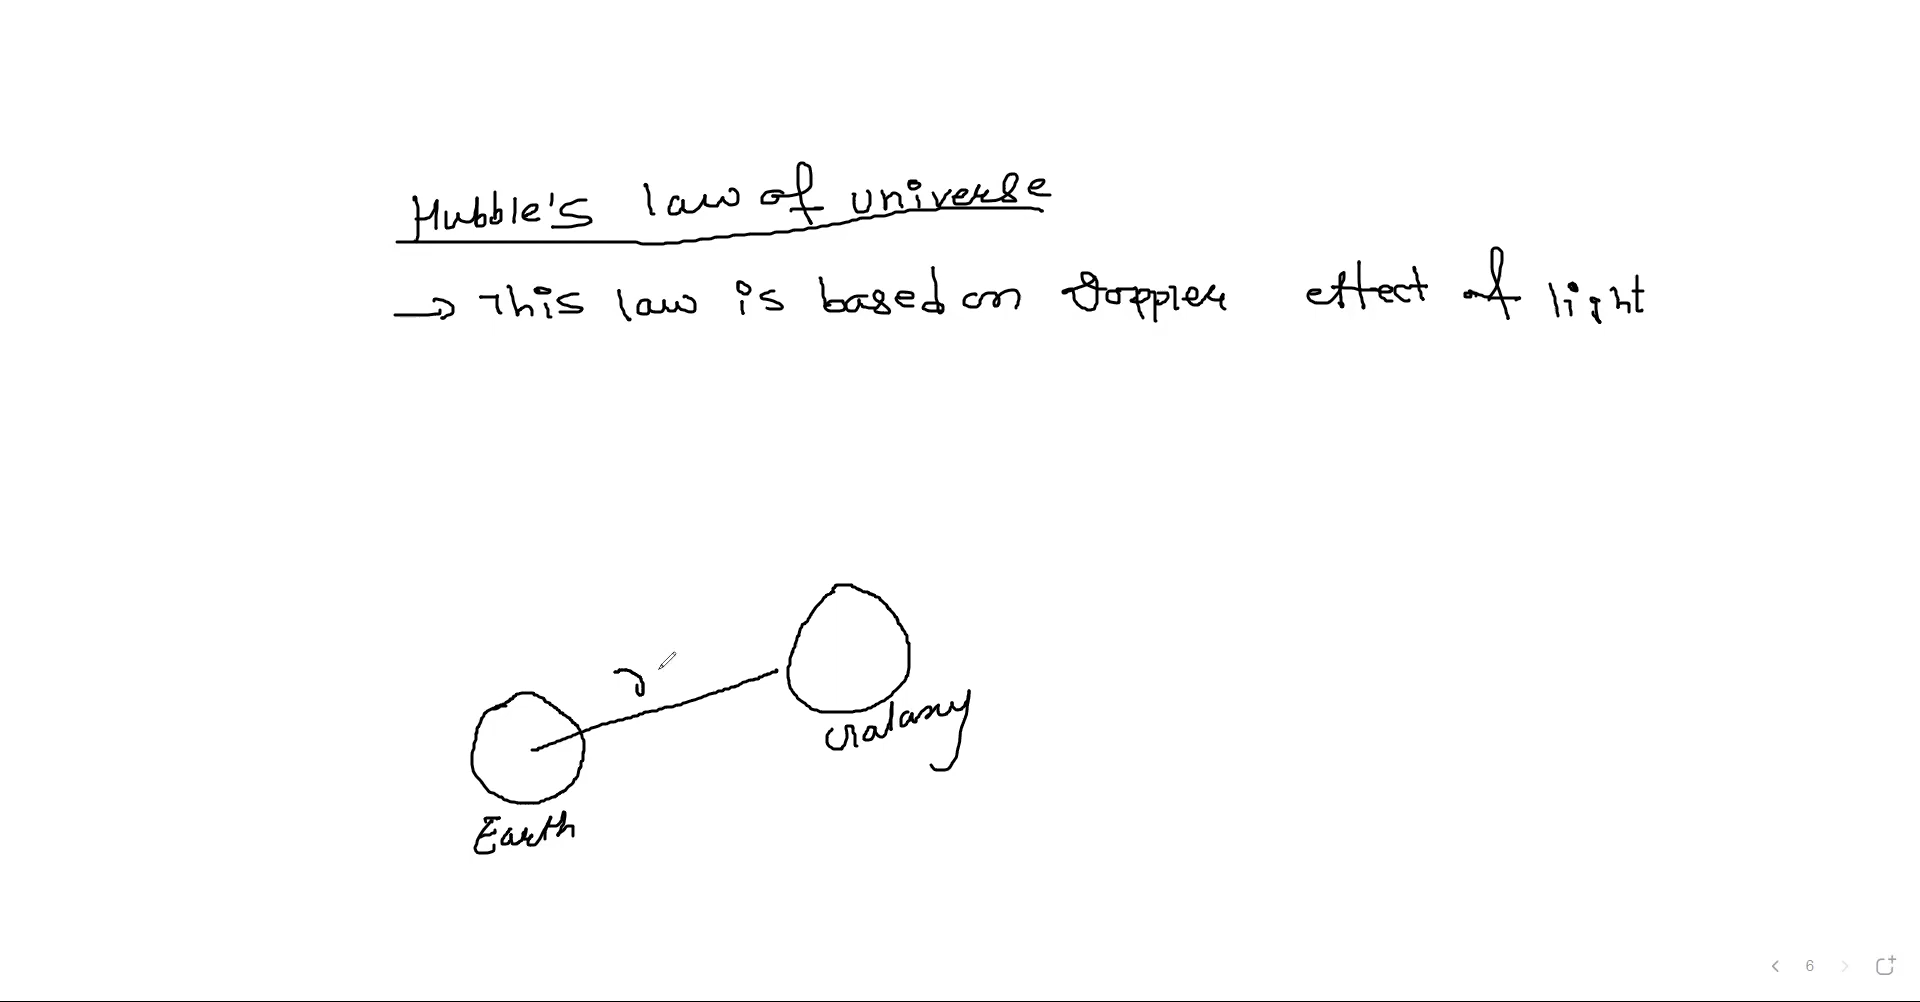 Hubble's law of universe
→ This law is based on Doppler effect of light
Galaxy
Earth
6